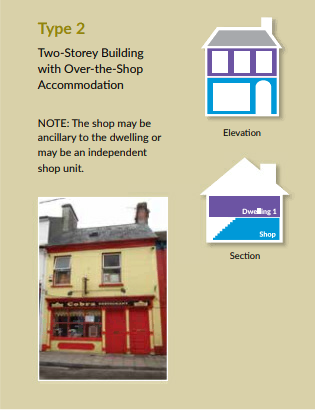 Type 2
Two-Storey Building
with Over-the-Shop
Accommodation
NOTE: The shop may be
ancillary to the dwelling or
may be an independent
shop unit.
Elevation
Dwelling 1
Shop
Section
Cobra